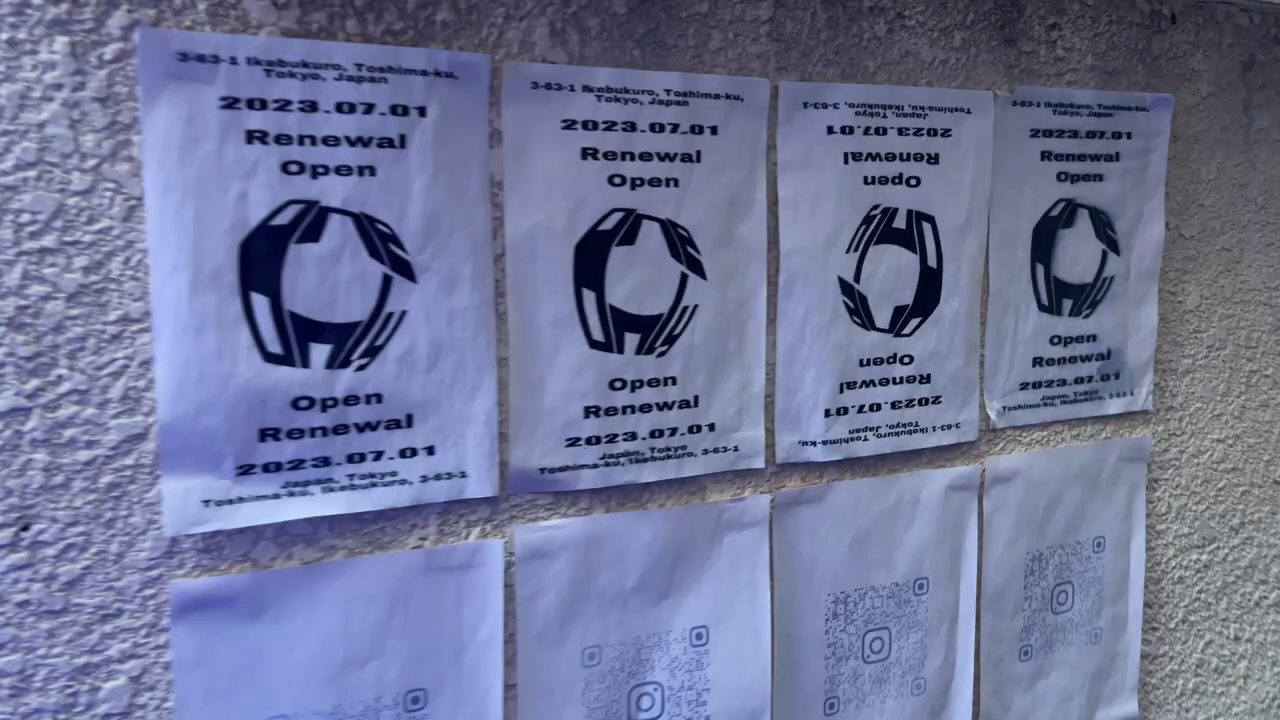 3-63-1 Ikebukuro, Toshima-ku,
Tokyo, Japan
2023.07.01
Renewal
Open
Open
Renewal
2023.07.01
Japan, Tokyo
Toshima-ku, Ikebukuro, 3-63-1
3-63-1 Ikebukuro, Toshima-ku,
Tokyo, Japan
2023.07.01
Renewal
Open
Open
Renewal
2023.07.01
Japan, Tokyo
Toshima-ku, Ikebukuro, 3-63-1
3-63-1 Ikebukuro, Toshima-ku,
Tokyo, Japan
2023.07.01
Renewal
Open
Open
Renewal
2023.07.01
Japan, Tokyo
Toshima-ku, Ikebukuro, 3-63-1
3-63-1 Ikebukuro, Toshima-ku,
Tokyo, Japan
2023.07.01
Renewal
Open
Open
Renewal
2023.07.01
Japan, Tokyo
Toshima-ku, Ikebukuro, 3-63-1